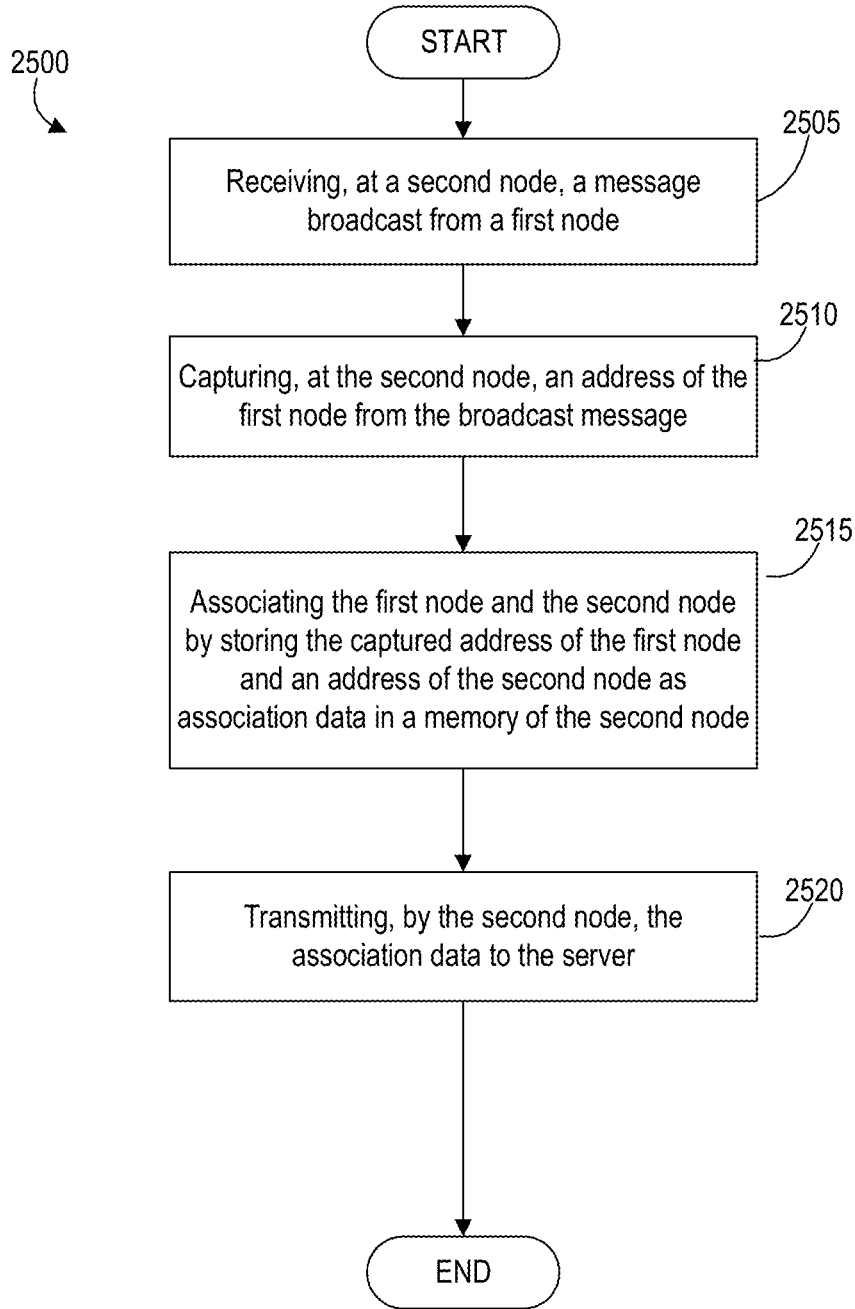 START
2500
2505
Receiving, at a second node, a message
broadcast from a first node
2510
Capturing, at the second node, an address of the
first node from the broadcast message
2515
Associating the first node and the second node
by storing the captured address of the first node
and an address of the second node as
association data in a memory of the second node
2520
Transmitting, by the second node, the
association data to the server
END